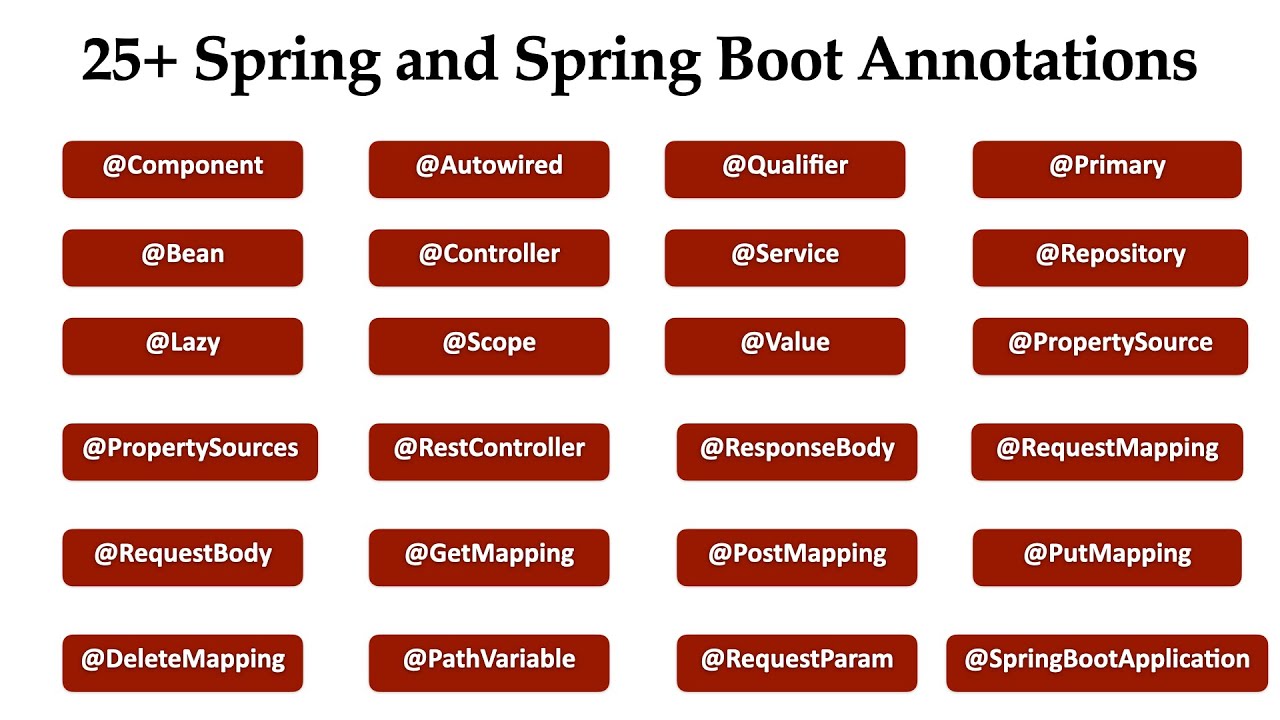 25+ Spring and Spring Boot Annotations
@Component @Autowired @Qualifier @Primary
@Bean @Controller @Service @Repository
@Lazy @Scope @Value @PropertySource
@PropertySources @RestController @ResponseBody @RequestMapping
@RequestBody @GetMapping @PostMapping @PutMapping
@DeleteMapping @PathVariable @RequestParam @SpringBootApplication